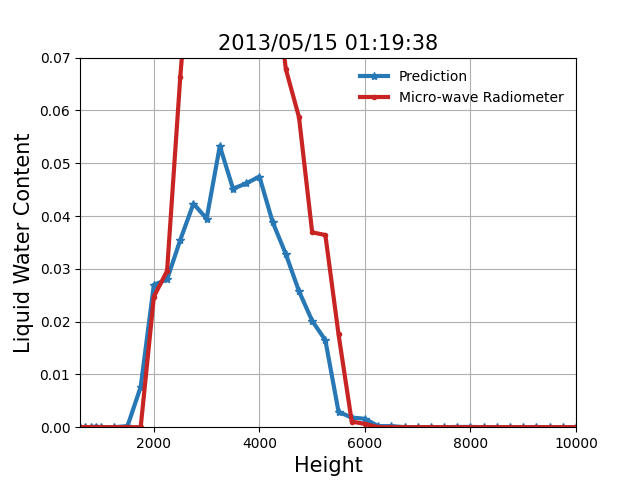 2013/05/15 01:19:38
Prediction
Micro-wave Radiometer
Liquid Water Content
0.07
0.06
0.05
0.04
0.03
0.02
0.01
0.00
2000 4000 6000 8000 10000
Height